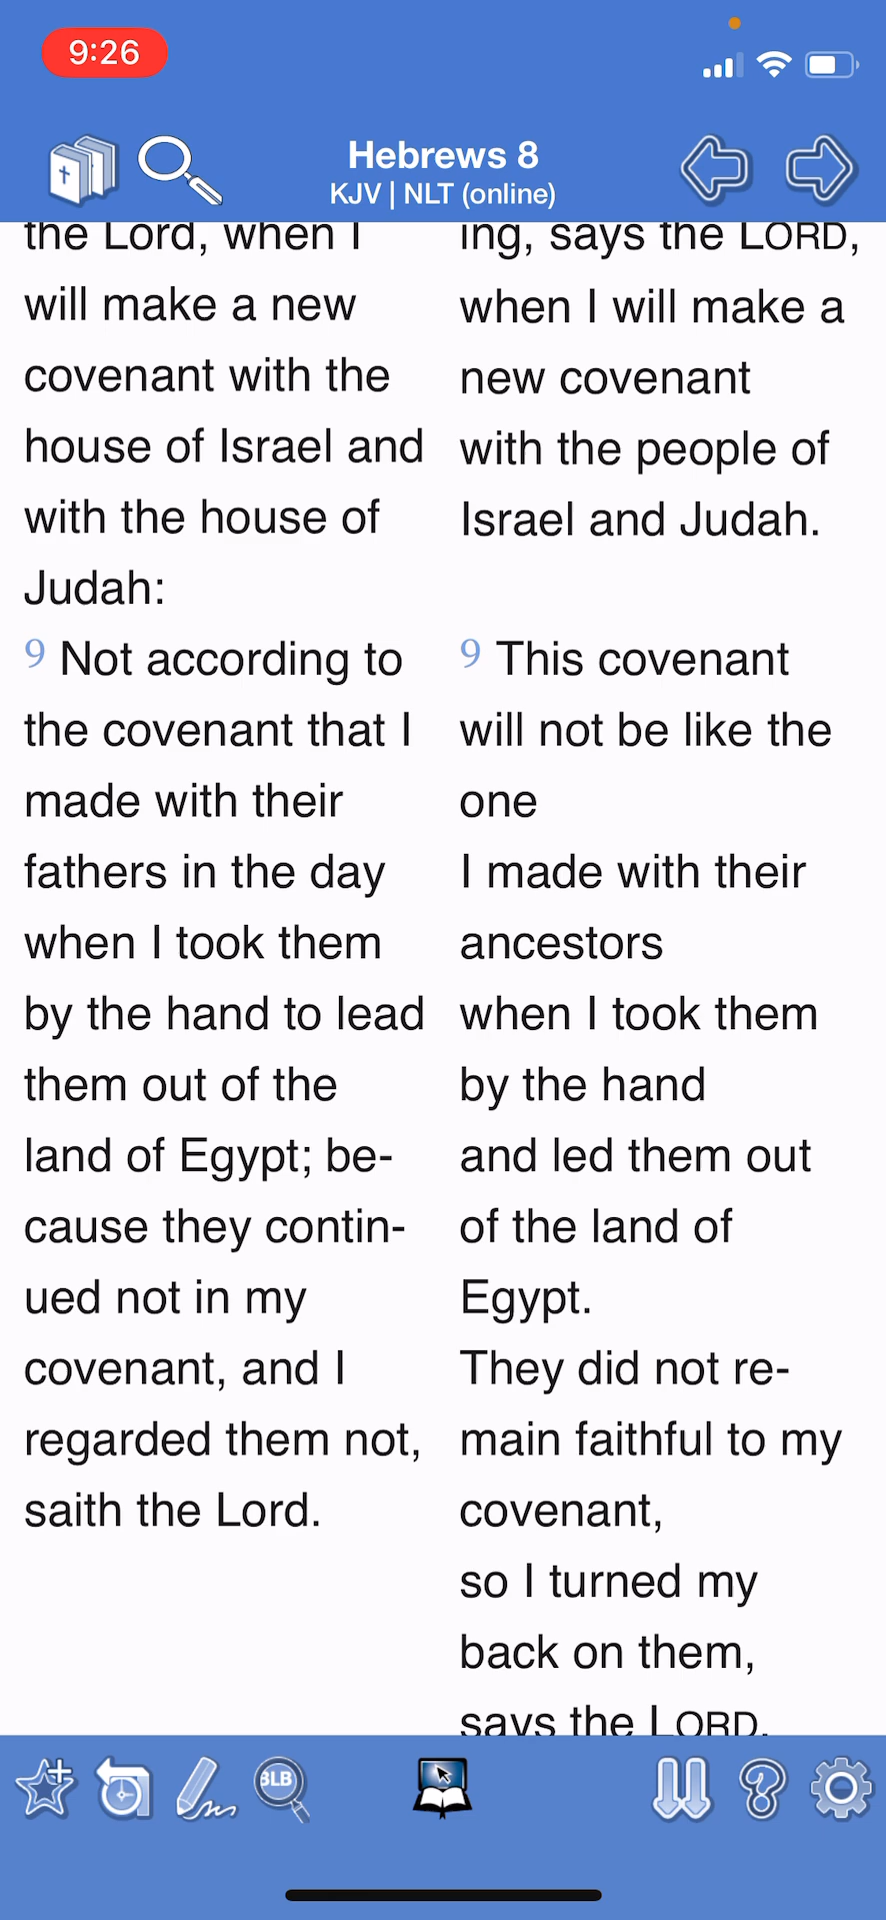 9:26
Hebrews 8
KJV | NLT (online)
the Lord, when I
will make a new
covenant with the
house of Israel and
with the house of
Judah:
9 Not according to
the covenant that I
made with their
fathers in the day
when I took them
by the hand to lead
them out of the
land of Egypt; be-
cause they contin-
ued not in my
covenant, and I
regarded them not,
saith the Lord.
ing, says the LORD,
when I will make a
new covenant
with the people of
Israel and Judah.
9 This covenant
will not be like the
one
I made with their
ancestors
when I took them
by the hand
and led them out
of the land of
Egypt.
They did not re-
main faithful to my
covenant,
so I turned my
back on them,
says the LORD.
BLB